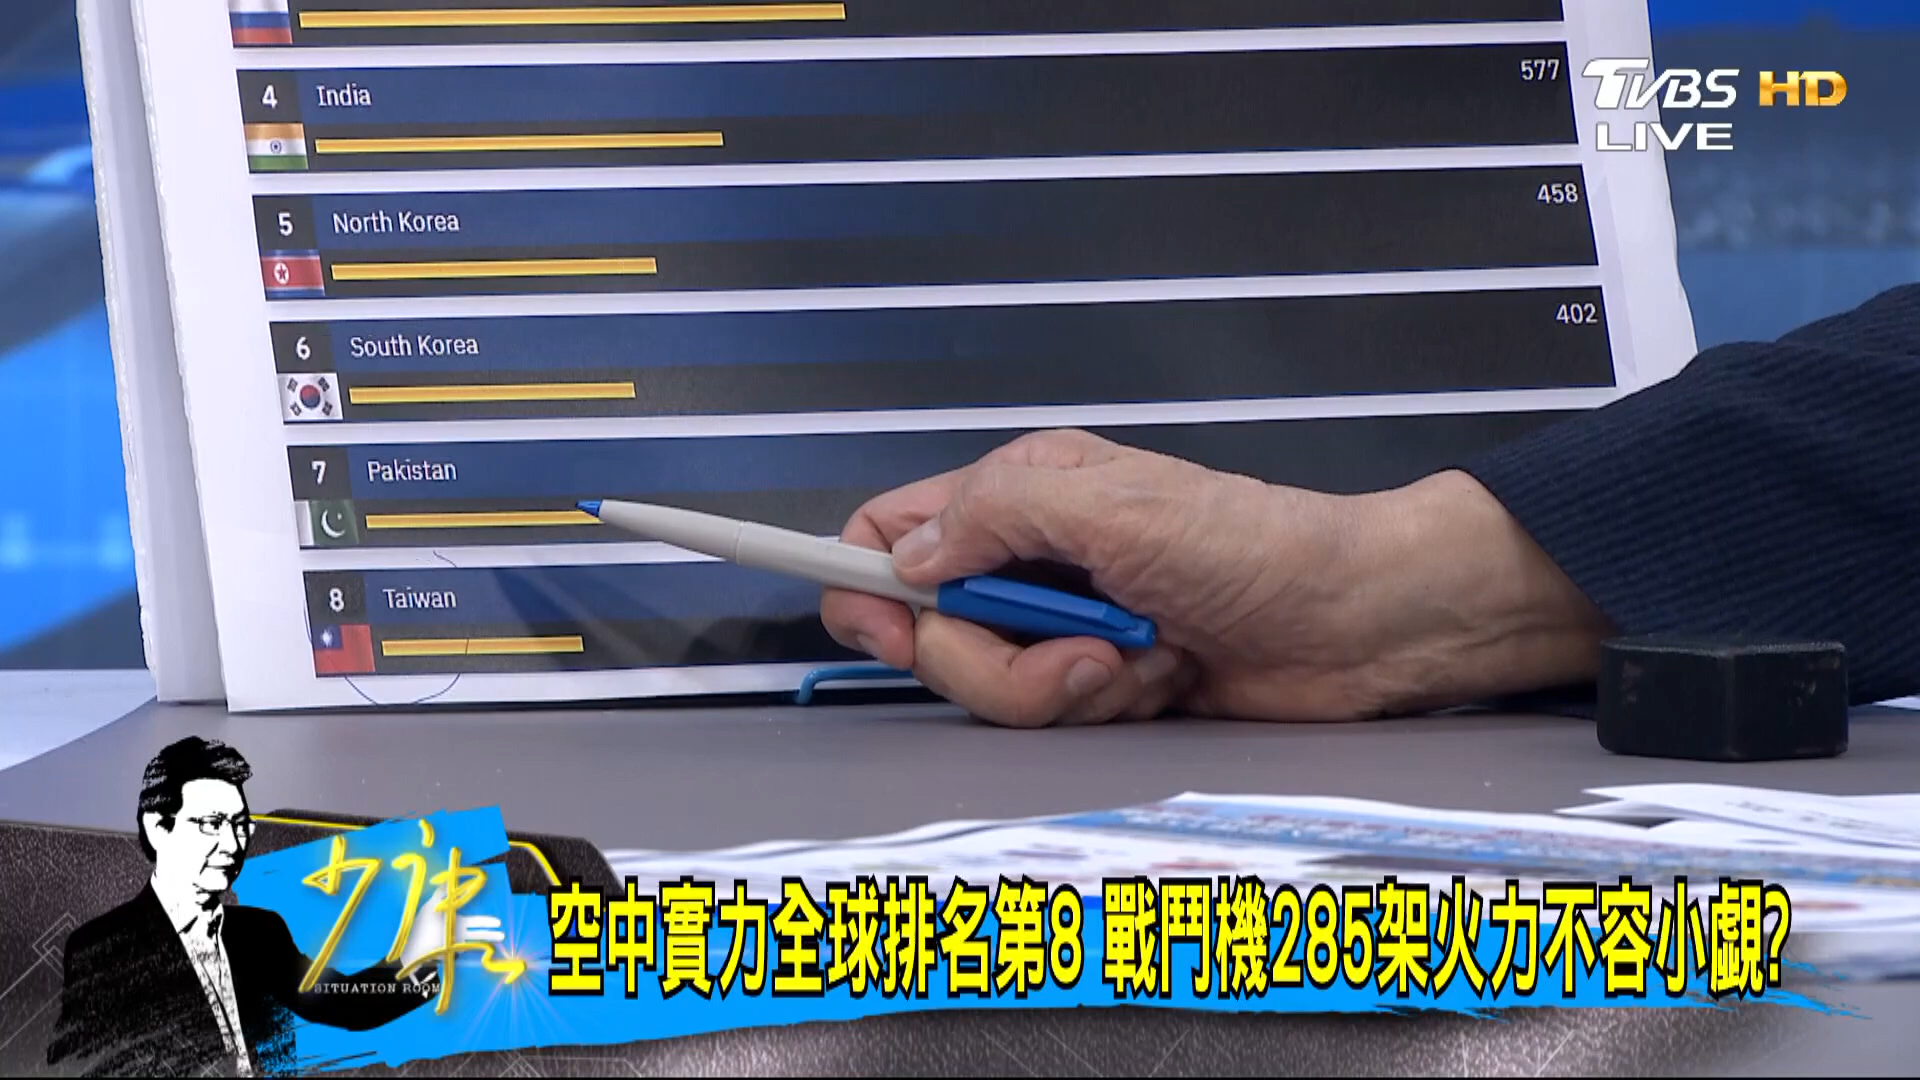 4 India 577
TVBS HD
LIVE
5 North Korea 458
6 South Korea 402
7 Pakistan
8 Taiwan
少康
SITUATION ROOM
空中實力全球排名第8 戰鬥機285架火力不容小覷?